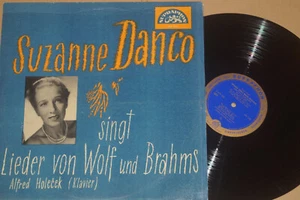 Suzanne Danco
singt
Lieder von Wolf und Brahms
Alfred Holeček (Klavier)